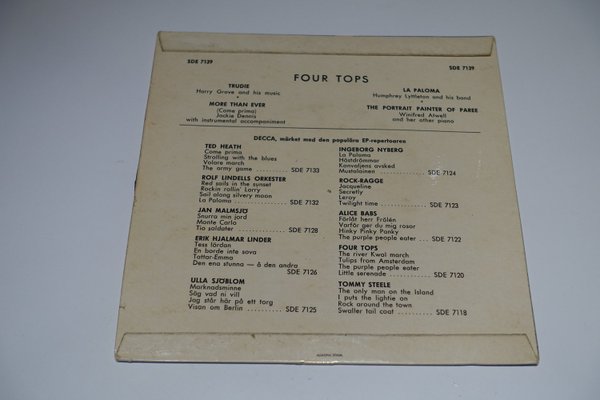 SDE 7139
SDE 7139
FOUR TOPS
TRUDIE
Harry Grove and his music
MORE THAN EVER
(Come prima)
Jackie Dennis
with instrumental accompaniment
LA PALOMA
Humphrey Lyttleton and his band
THE PORTRAIT PAINTER OF PAREE
Winifred Atwell
and her other piano
DECCA, märket med den populära EP-repertoaren
TED HEATH
Come prima
Strolling with the blues
Volare march
The army game .......... SDE 7133
ROLF LINDELLS ORKESTER
Red sails in the sunset
Rockin rollin' Larry
Sail along silvery moon
La Paloma ................ SDE 7132
JAN MALMSJÖ
Snurra min jord
Monte Carlo
Tio soldater .............. SDE 7128
ERIK HJALMAR LINDER
Tess lördan
En borde inte sova
Tattar-Emma
Den ena stunna — å den andra
SDE 7126
ULLA SJÖBLOM
Marknadsminne
Sög vad ni vill
Jag står här på ett torg
Visan om Berlin .......... SDE 7125
INGEBORG NYBERG
La Paloma
Höstdrömmar
Konvaljens avsked
Mustalainen .............. SDE 7124
ROCK-RAGGE
Jacqueline
Secretly
Leroy
Twilight time ............ SDE 7123
ALICE BABS
Förlåt herr Frölén
Varför ger du mig rosor
Hinky Pinky Panky
The purple people eater ... SDE 7122
FOUR TOPS
The river Kwai march
Tulips from Amsterdam
The purple people eater
Little serenade ............ SDE 7120
TOMMY STEELE
The only man on the island
I puts the lightie on
Rock around the town
Swaller tail coat .......... SDE 7118